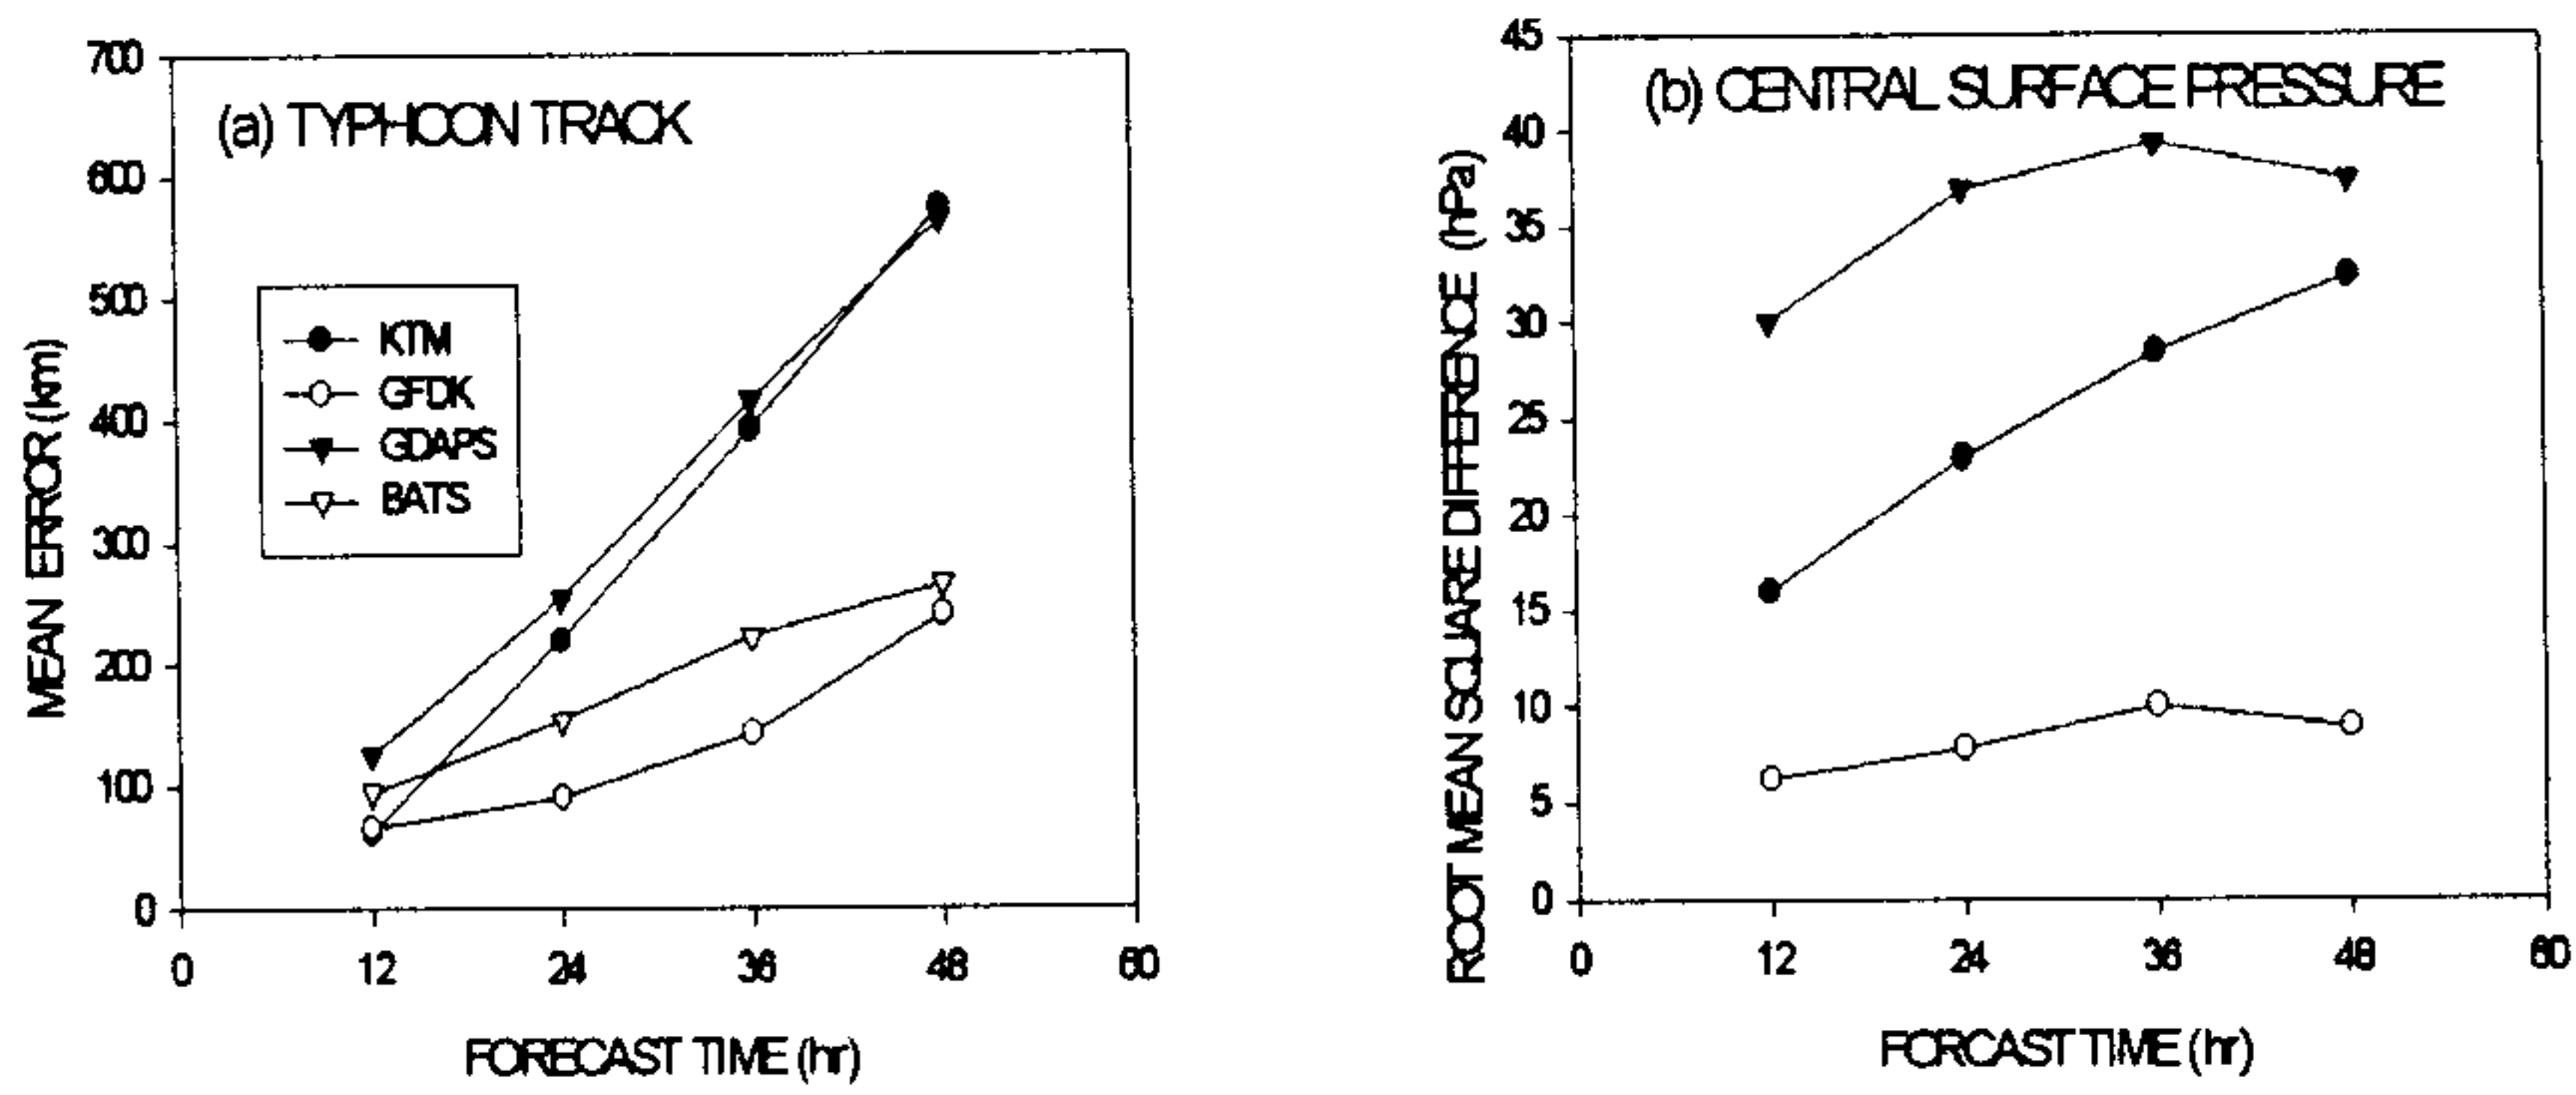 (a) TYPHOON TRACK
MEAN ERROR (km)
700
600
500
400
300
200
100
0
KTM
GFDK
GDAPS
BATS
0 12 24 36 48 60
FORECAST TIME (hr)
(b) CENTRAL SURFACE PRESSURE
ROOT MEAN SQUARE DIFFERENCE (hPa)
45
40
35
30
25
20
15
10
5
0
0 12 24 36 48 60
FORCAST TIME (hr)